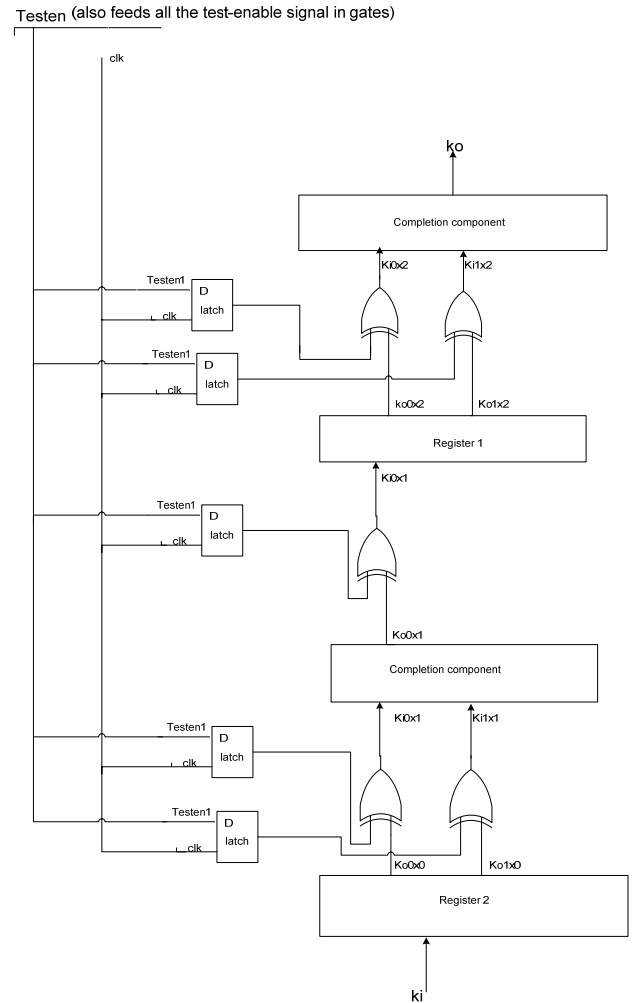 Testen (also feeds all the test-enable signal in gates)
clk
ko
Completion component
Ki0x2
Ki1x2
Testen1
D
latch
clk
Testen1
D
latch
clk
ko0x2
Ko1x2
Register 1
Ki0x1
Testen1
D
latch
clk
Ko0x1
Completion component
Ki0x1
Ki1x1
Testen1
D
latch
clk
Testen1
D
latch
clk
Ko0x0
Ko1x0
Register 2
ki